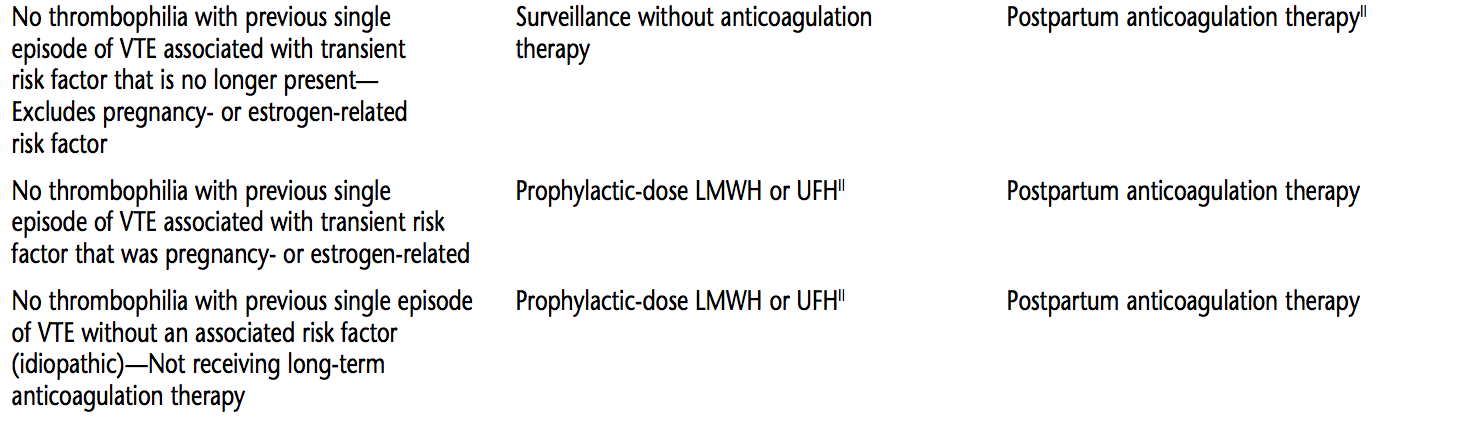 No thrombophilia with previous single
episode of VTE associated with transient
risk factor that is no longer present—
Excludes pregnancy- or estrogen-related
risk factor
Surveillance without anticoagulation
therapy
Postpartum anticoagulation therapy||
No thrombophilia with previous single
episode of VTE associated with transient risk
factor that was pregnancy- or estrogen-related
Prophylactic-dose LMWH or UFH||
Postpartum anticoagulation therapy
No thrombophilia with previous single episode
of VTE without an associated risk factor
(idiopathic)—Not receiving long-term
anticoagulation therapy
Prophylactic-dose LMWH or UFH||
Postpartum anticoagulation therapy